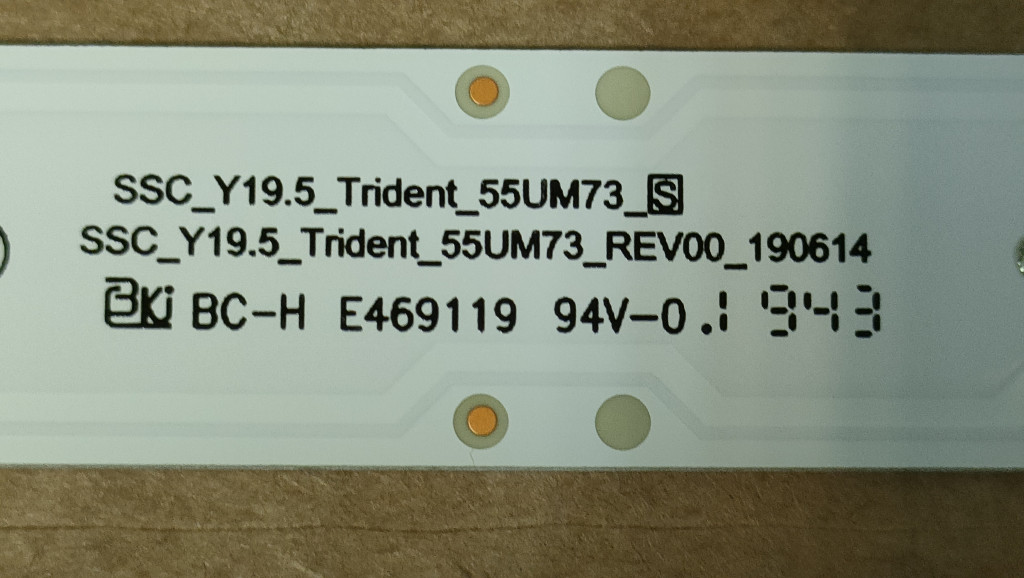 SSC_Y19.5_Trident_55UM73_S
SSC_Y19.5_Trident_55UM73_REV00_190614
BKi BC-H E469119 94V-0 .1 943